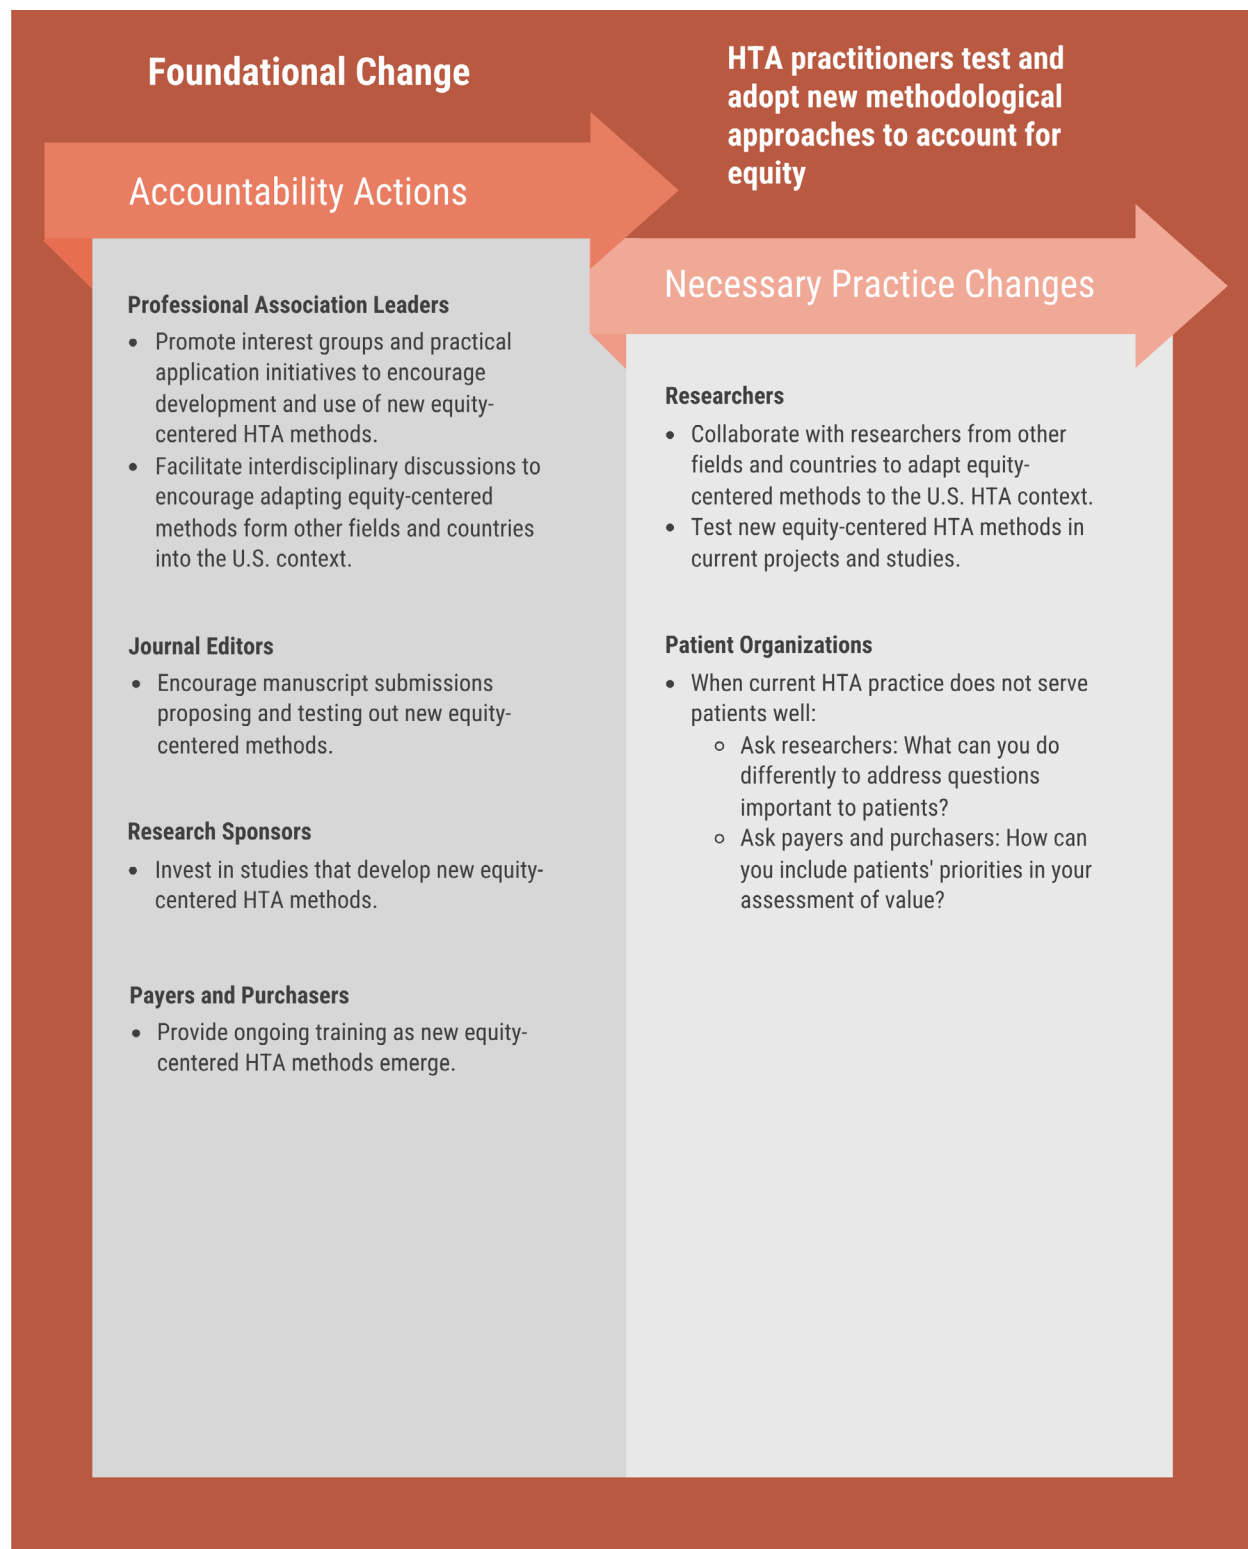 Foundational Change
HTA practitioners test and
adopt new methodological
approaches to account for
equity
Accountability Actions
Professional Association Leaders
• Promote interest groups and practical
application initiatives to encourage
development and use of new equity-
centered HTA methods.
• Facilitate interdisciplinary discussions to
encourage adapting equity-centered
methods form other fields and countries
into the U.S. context.
Journal Editors
• Encourage manuscript submissions
proposing and testing out new equity-
centered methods.
Research Sponsors
• Invest in studies that develop new equity-
centered HTA methods.
Payers and Purchasers
• Provide ongoing training as new equity-
centered HTA methods emerge.
Necessary Practice Changes
Researchers
• Collaborate with researchers from other
fields and countries to adapt equity-
centered methods to the U.S. HTA context.
• Test new equity-centered HTA methods in
current projects and studies.
Patient Organizations
• When current HTA practice does not serve
patients well:
◦ Ask researchers: What can you do
differently to address questions
important to patients?
◦ Ask payers and purchasers: How can
you include patients' priorities in your
assessment of value?